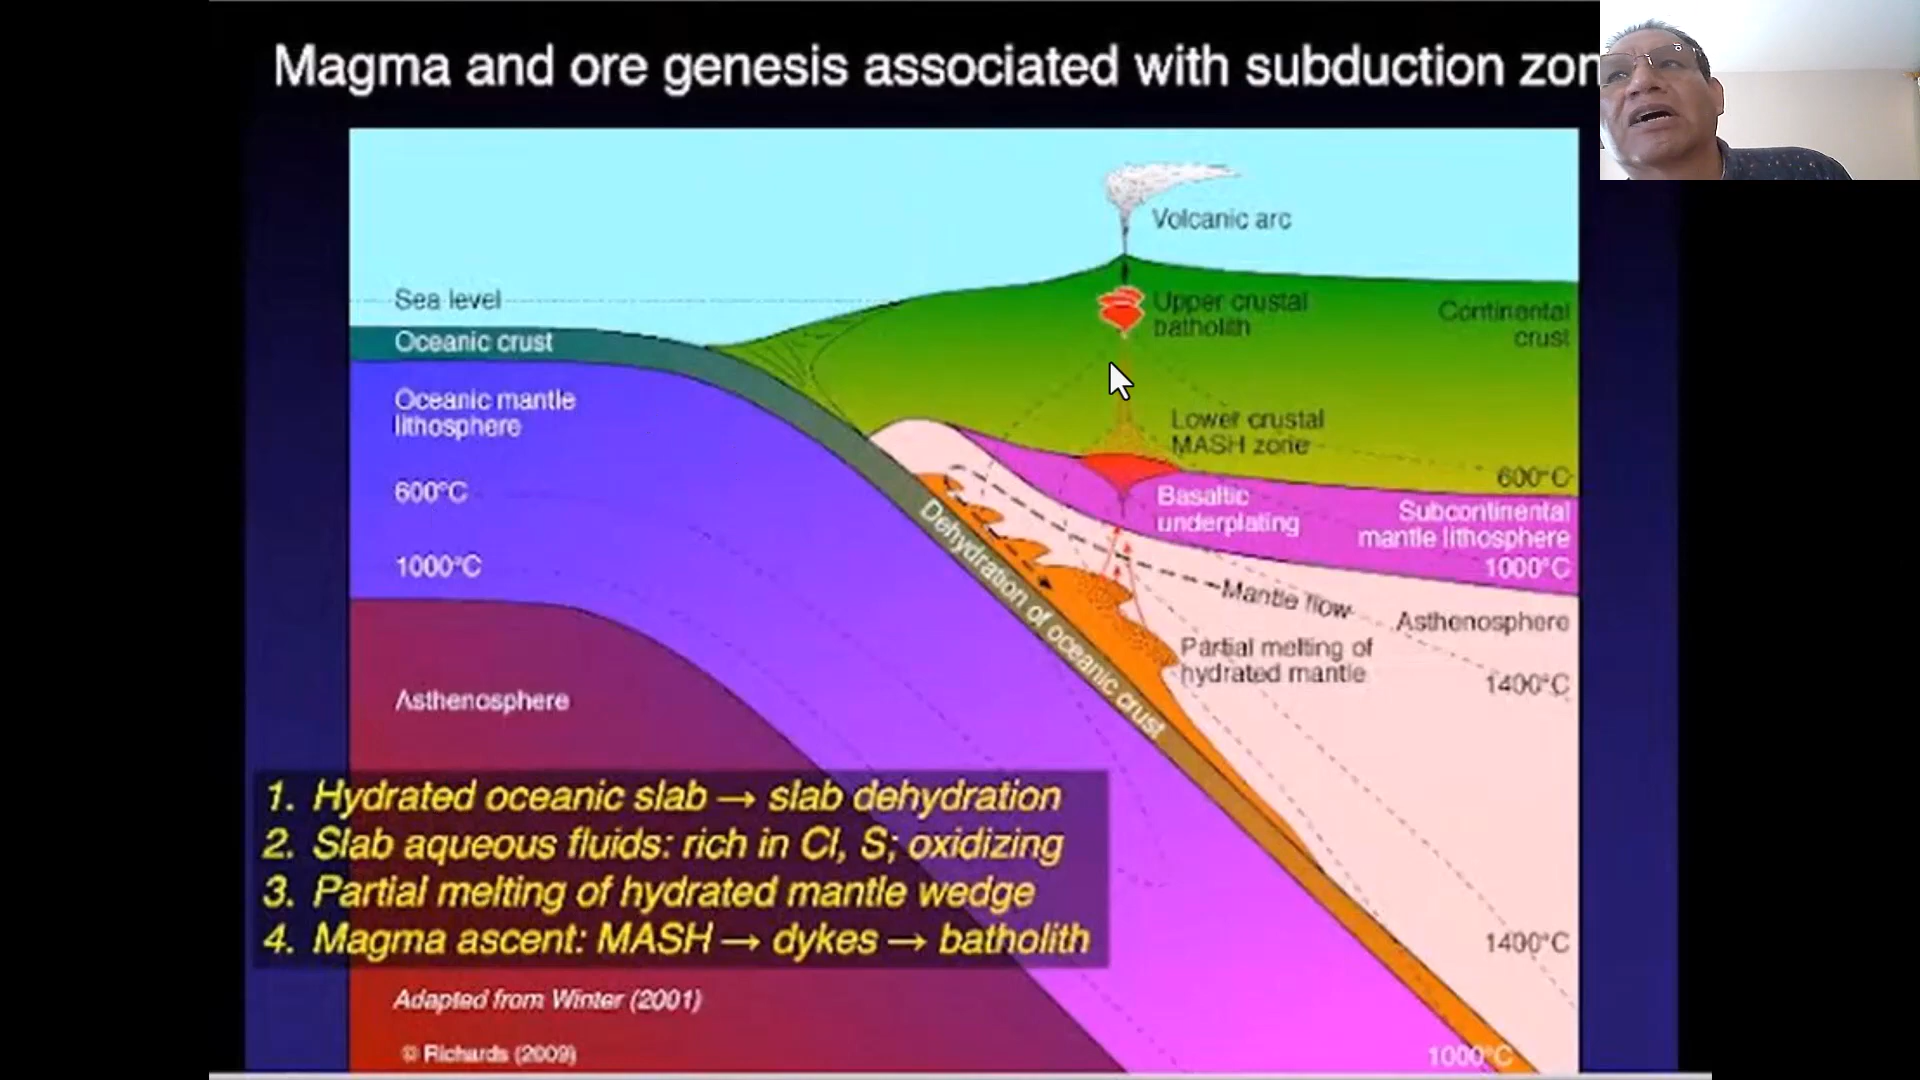 Magma and ore genesis associated with subduction zon
Volcanic arc
Sea level
Upper crustal
batholith
Continental
crust
Oceanic crust
Oceanic mantle
lithosphere
Lower crustal
MASH zone
600°C
600°C
Basaltic
underplating
Subcontinental
mantle lithosphere
1000°C
1000°C
Dehydration of oceanic crust
Mantle flow
Asthenosphere
Partial melting of
hydrated mantle
1400°C
Asthenosphere
1. Hydrated oceanic slab → slab dehydration
2. Slab aqueous fluids: rich in Cl, S; oxidizing
3. Partial melting of hydrated mantle wedge
4. Magma ascent: MASH → dykes → batholith
1400°C
Adapted from Winter (2001)
© Richards (2009)
1000°C